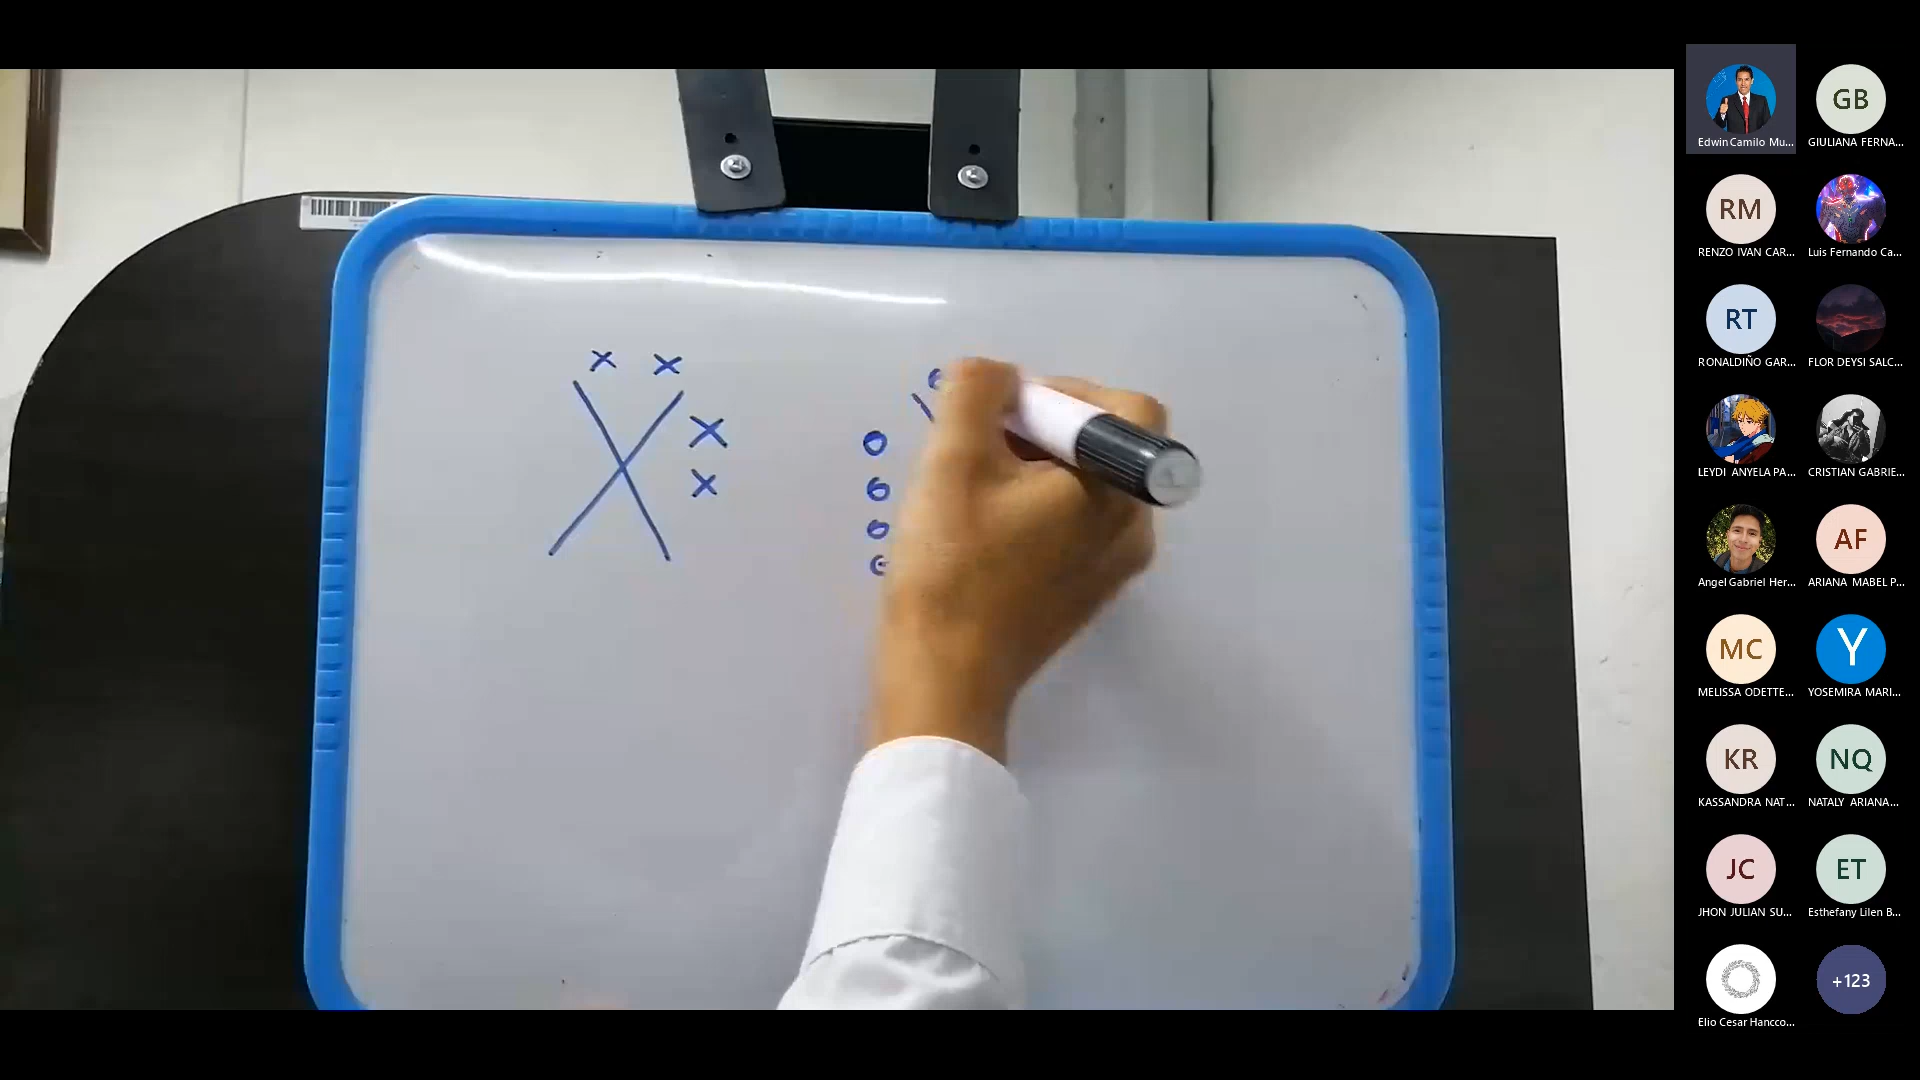 x x
x
x
o
o
o
o
Edwin Camilo Mu...
GB
GIULIANA FERNA...
RM
RENZO IVAN CAR...
Luis Fernando Ca...
RT
RONALDIÑO GAR...
FLOR DEYSI SALC...
LEYDI ANYELA PA...
CRISTIAN GABRIE...
Angel Gabriel Her...
AF
ARIANA MABEL P...
MC
MELISSA ODETTE...
Y
YOSEMIRA MARI...
KR
KASSANDRA NAT...
NQ
NATALY ARIANA...
JC
JHON JULIAN SU...
ET
Esthefany Lilen B...
Elio Cesar Hancco...
+123